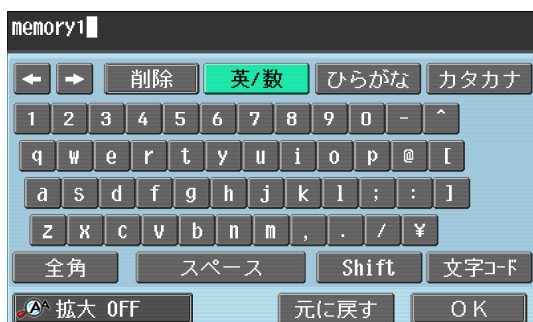 memory1
← → 削除 英/数 ひらがな カタカナ
1 2 3 4 5 6 7 8 9 0 - ^
q w e r t y u i o p @ [
a s d f g h j k l ; : ]
z x c v b n m , . / ¥
全角 スペース Shift 文字コード
A 拡大 OFF 元に戻す OK